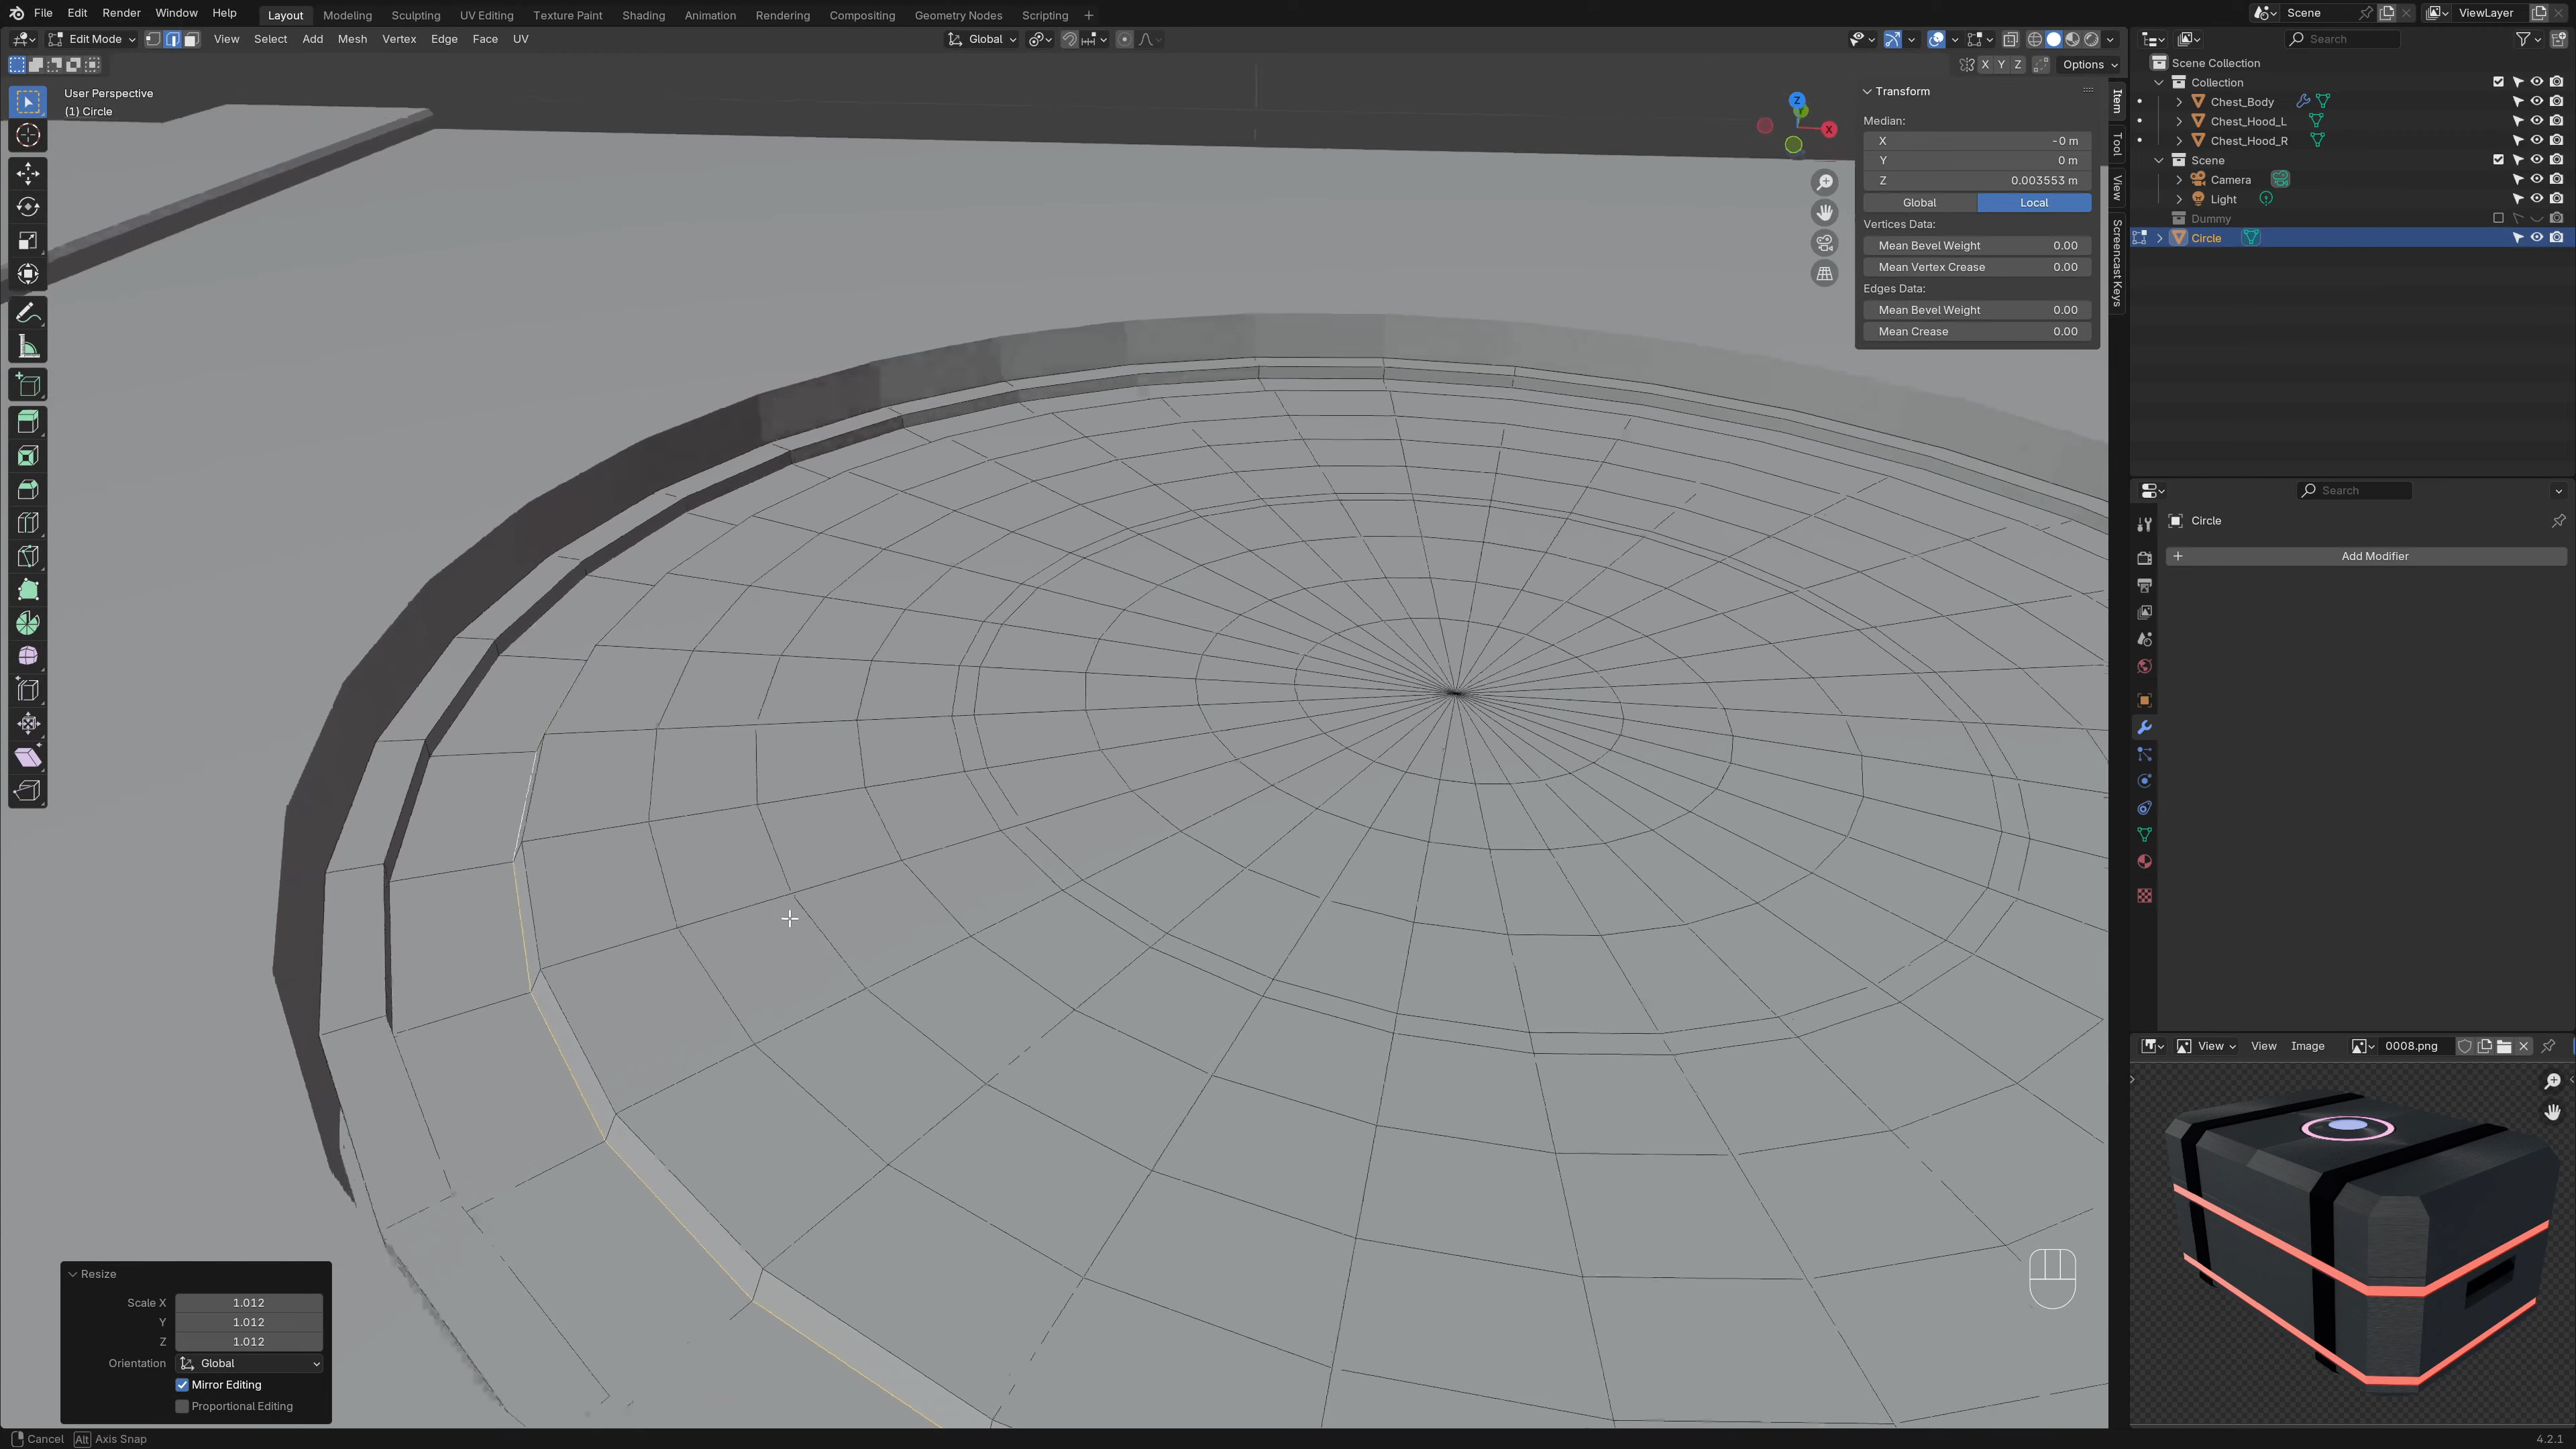 File Edit Render Window Help Layout Modeling Sculpting UV Editing Texture Paint Shading Animation Rendering Compositing Geometry Nodes Scripting + Scene ViewLayer
Edit Mode View Select Add Mesh Vertex Edge Face UV Global Search
X Y Z Options
Scene Collection
Collection
Chest_Body
Chest_Hood_L
Chest_Hood_R
Scene
Camera
Light
Dummy
Circle
User Perspective
(1) Circle
Z
X
Transform
Median:
X -0 m
Y 0 m
Z 0.003553 m
Global Local
Vertices Data:
Mean Bevel Weight 0.00
Mean Vertex Crease 0.00
Edges Data:
Mean Bevel Weight 0.00
Mean Crease 0.00
Item
Tool
View
Screencast Keys
Search
Circle
+ Add Modifier
View View Image 0008.png
Resize
Scale X 1.012
Y 1.012
Z 1.012
Orientation Global
Mirror Editing
Proportional Editing
Cancel Alt Axis Snap
4.2.1